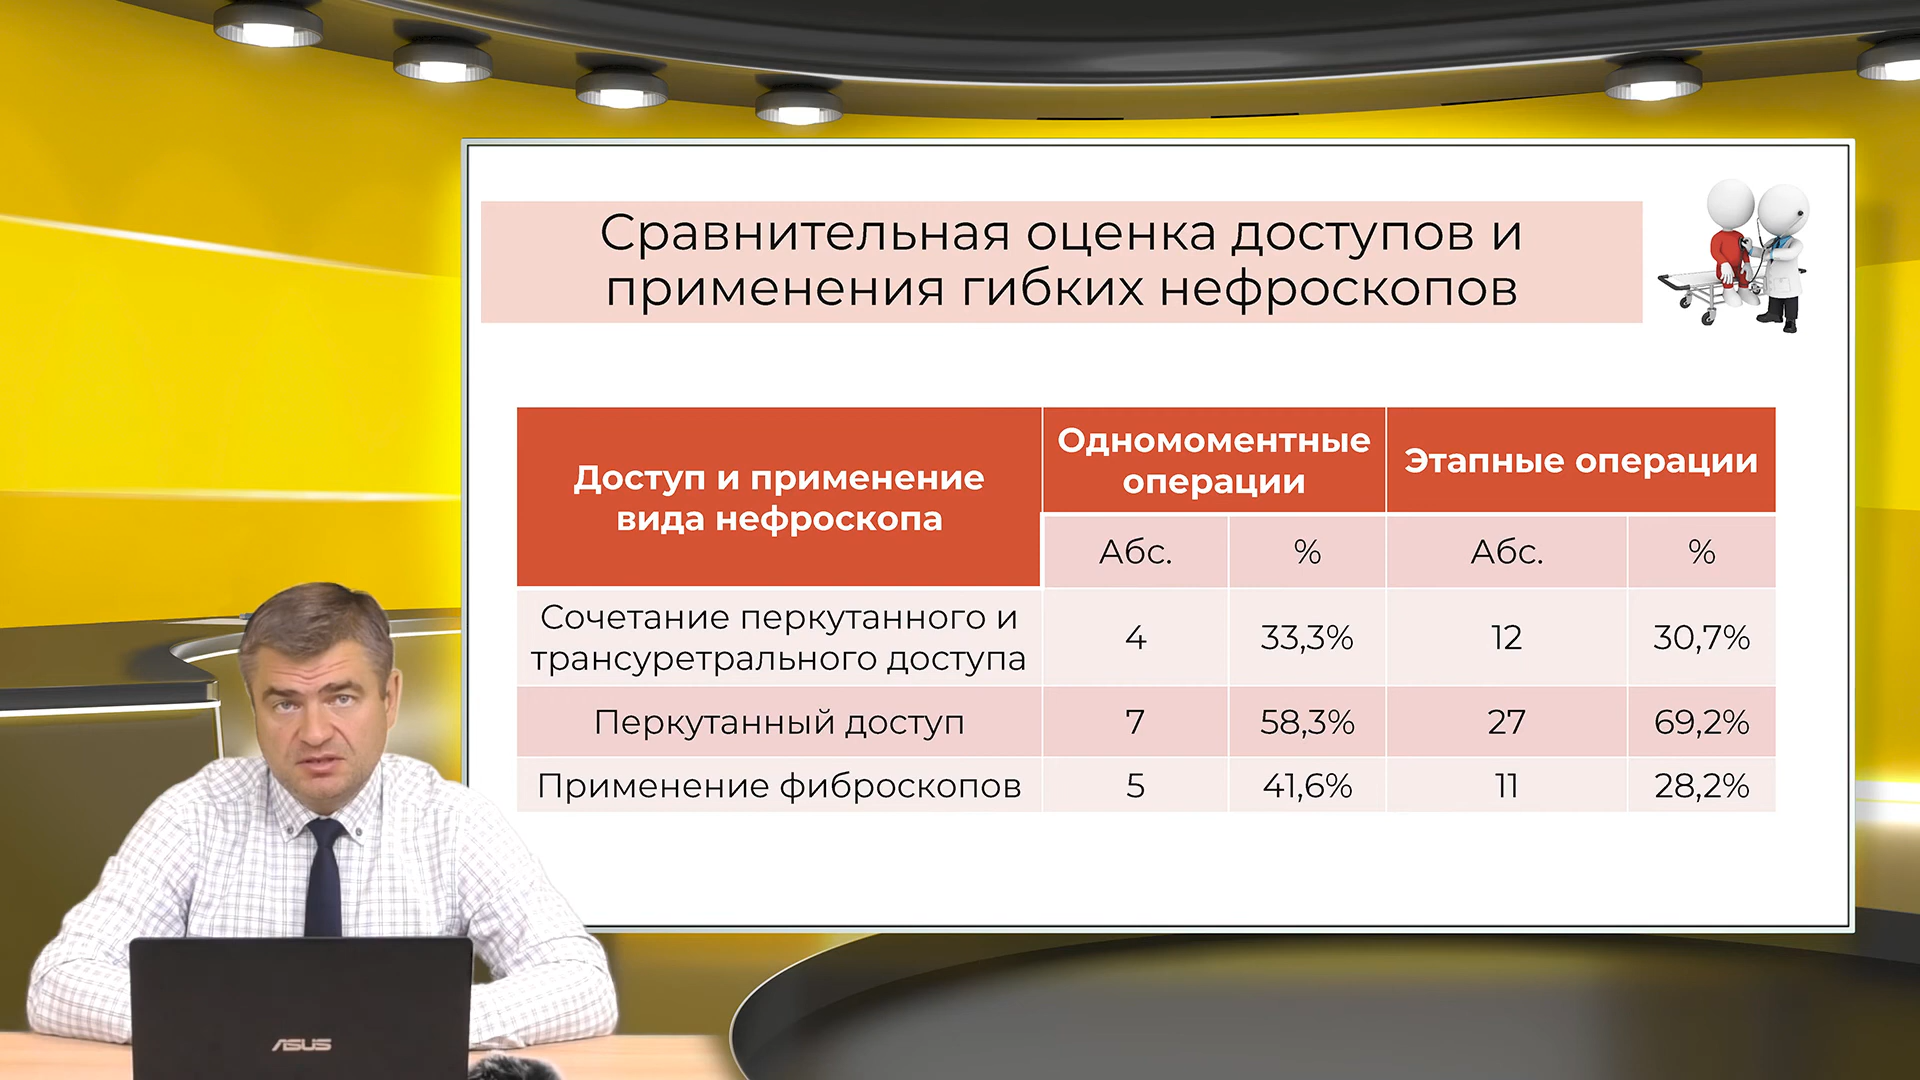 Сравнительная оценка доступов и
применения гибких нефроскопов
Доступ и применение
вида нефроскопа
Одномоментные
операции
Этапные операции
Абс.
%
Абс.
%
Сочетание перкутанного и
трансуретрального доступа
4
33,3%
12
30,7%
Перкутанный доступ
7
58,3%
27
69,2%
Применение фиброскопов
5
41,6%
11
28,2%
ASUS